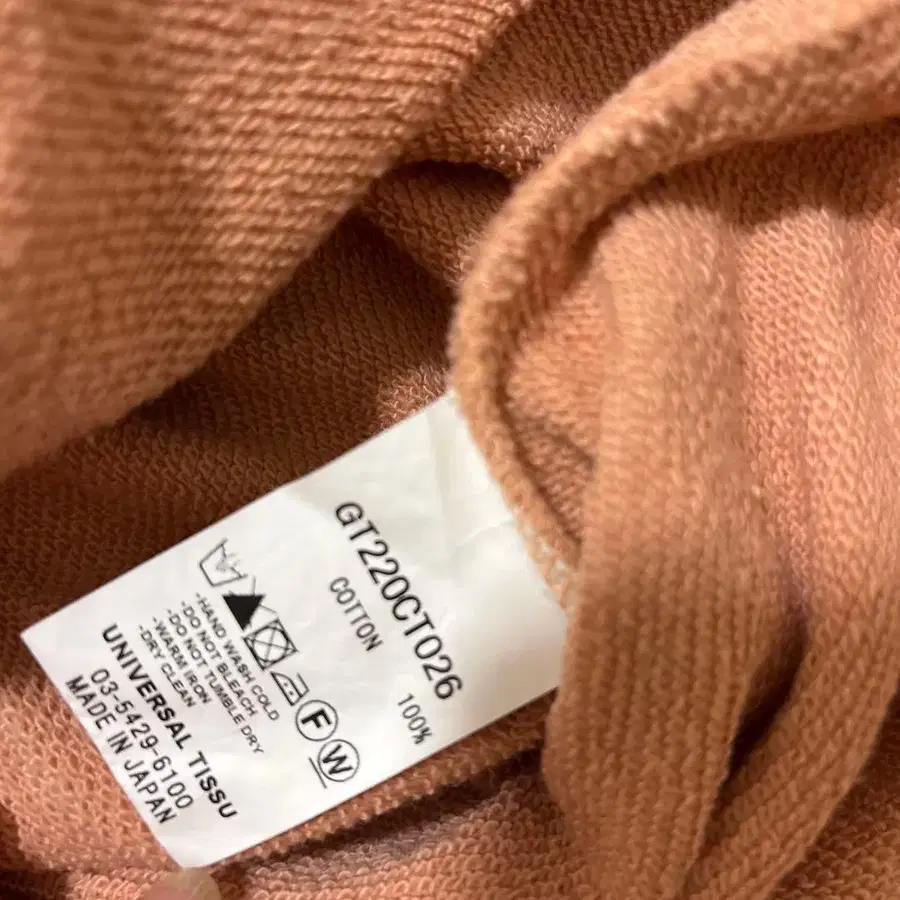 GT220CT026
COTTON 100%
F W
-HAND WASH COLD
-DO NOT BLEACH
-DO NOT TUMBLE DRY
-WARM IRON
-DRY CLEAN
UNIVERSAL TISSU
03-5429-6100
MADE IN JAPAN